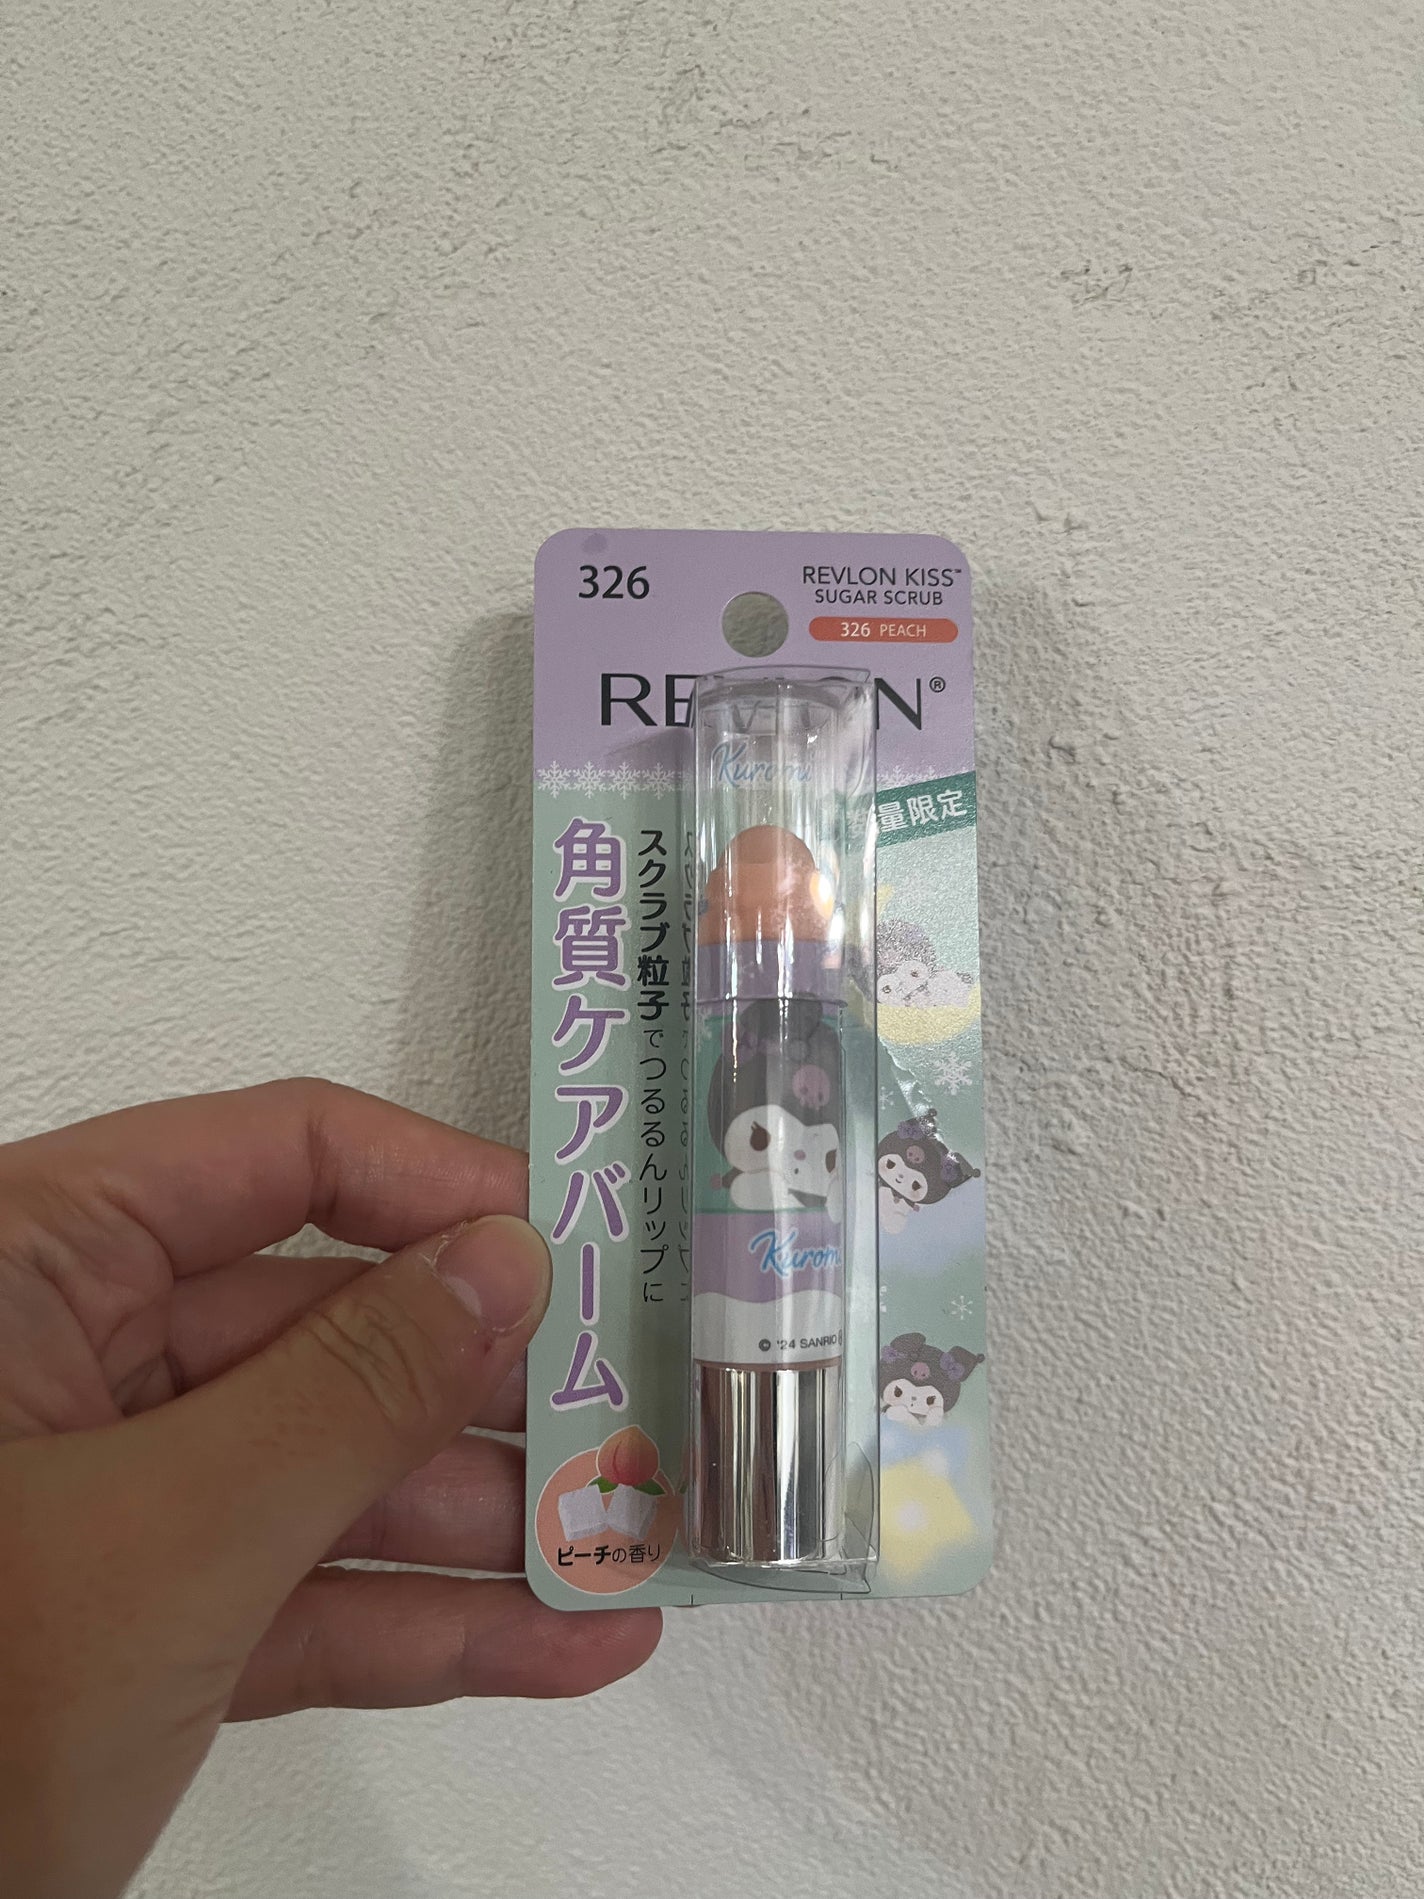 326
REVLON KISS™
SUGAR SCRUB
326 PEACH
REVLON®
Kuromi
数量限定
角質ケアバーム
スクラブ粒子でつるるんリップに
Kuromi
© '24 SANRIO
ピーチの香り